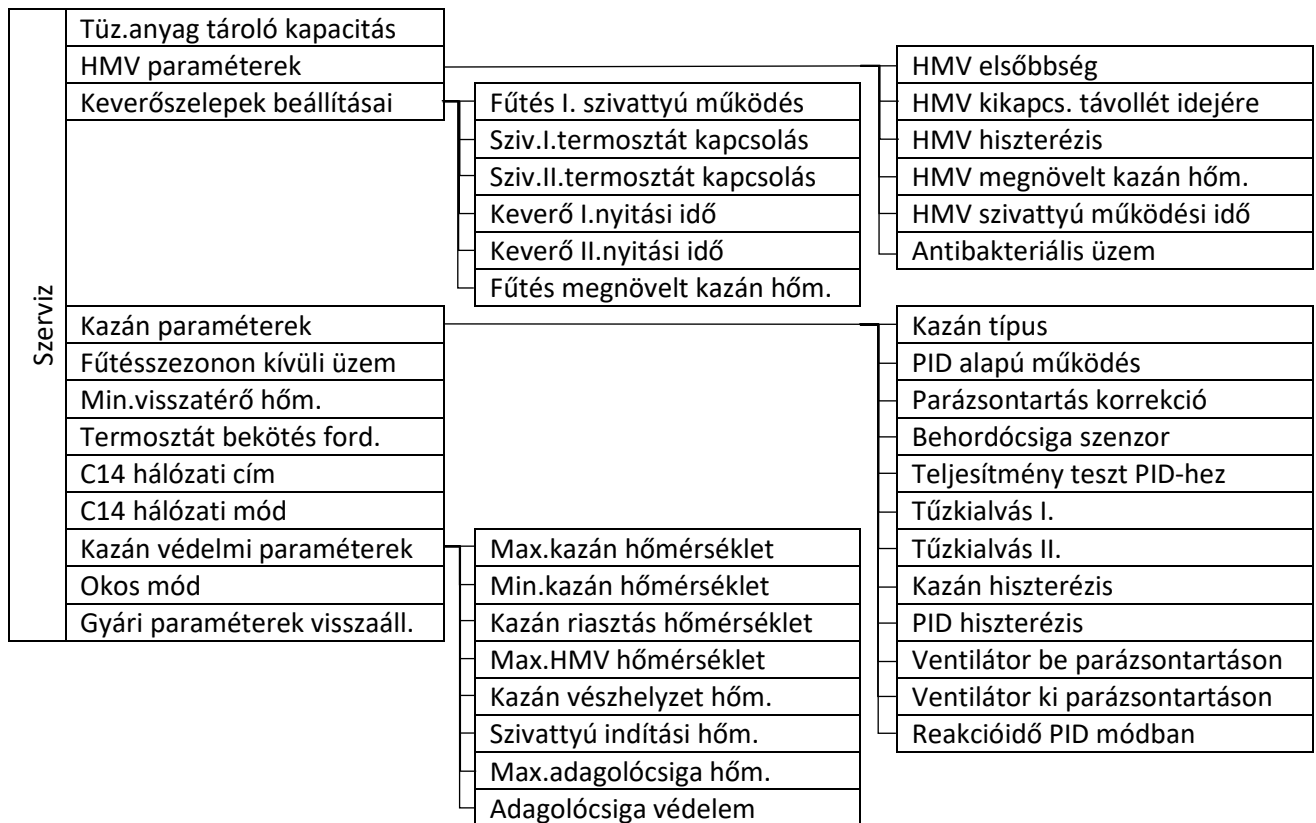 Szerviz
Tüz.anyag tároló kapacitás
HMV paraméterek
Keverőszelepek beállításai
Kazán paraméterek
Fűtésszezonon kívüli üzem
Min.visszatérő hőm.
Termosztát bekötés ford.
C14 hálózati cím
C14 hálózati mód
Kazán védelmi paraméterek
Okos mód
Gyári paraméterek visszaáll.
Fűtés I. szivattyú működés
Sziv.I.termosztát kapcsolás
Sziv.II.termosztát kapcsolás
Keverő I.nyitási idő
Keverő II.nyitási idő
Fűtés megnövelt kazán hőm.
Max.kazán hőmérséklet
Min.kazán hőmérséklet
Kazán riasztás hőmérséklet
Max.HMV hőmérséklet
Kazán vészhelyzet hőm.
Szivattyú indítási hőm.
Max.adagolócsiga hőm.
Adagolócsiga védelem
HMV elsőbbség
HMV kikapcs. távollét idejére
HMV hiszterézis
HMV megnövelt kazán hőm.
HMV szivattyú működési idő
Antibakteriális üzem
Kazán típus
PID alapú működés
Parázsontartás korrekció
Behordócsiga szenzor
Teljesítmény teszt PID-hez
Tűzkialvás I.
Tűzkialvás II.
Kazán hiszterézis
PID hiszterézis
Ventilátor be parázsontartáson
Ventilátor ki parázsontartáson
Reakcióidő PID módban